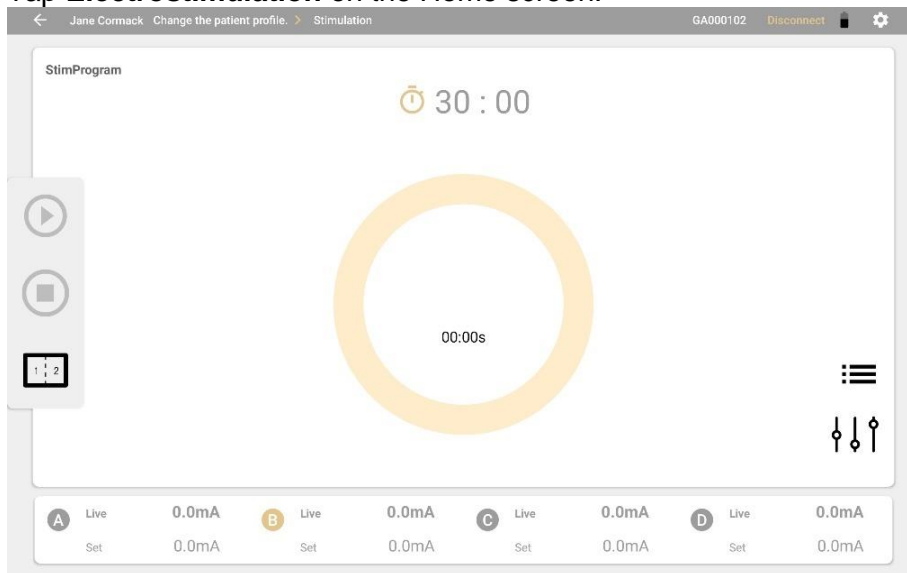 Tap Electrostimulation on the Home screen.
Jane Cormack Change the patient profile. > Stimulation GA000102 Disconnect
StimProgram
30 : 00
00:00s
1 2
A Live 0.0mA B Live 0.0mA C Live 0.0mA D Live 0.0mA
Set 0.0mA Set 0.0mA Set 0.0mA Set 0.0mA